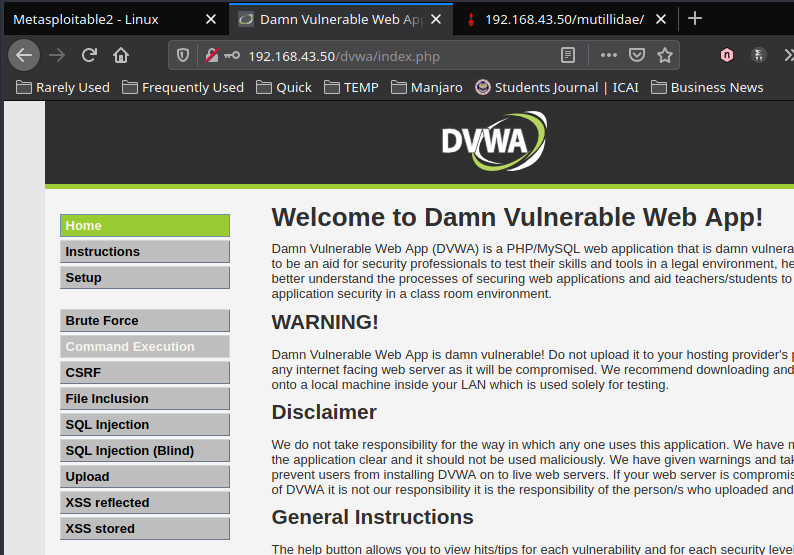 Metasploitable2 - Linux
Damn Vulnerable Web App
192.168.43.50/mutillidae/
192.168.43.50/dvwa/index.php
Rarely Used
Frequently Used
Quick
TEMP
Manjaro
Students Journal | ICAI
Business News
DVWA
Home
Instructions
Setup
Brute Force
Command Execution
CSRF
File Inclusion
SQL Injection
SQL Injection (Blind)
Upload
XSS reflected
XSS stored
Welcome to Damn Vulnerable Web App!
Damn Vulnerable Web App (DVWA) is a PHP/MySQL web application that is damn vulnera
to be an aid for security professionals to test their skills and tools in a legal environment, he
better understand the processes of securing web applications and aid teachers/students to
application security in a class room environment.
WARNING!
Damn Vulnerable Web App is damn vulnerable! Do not upload it to your hosting provider's p
any internet facing web server as it will be compromised. We recommend downloading and
onto a local machine inside your LAN which is used solely for testing.
Disclaimer
We do not take responsibility for the way in which any one uses this application. We have m
the application clear and it should not be used maliciously. We have given warnings and tak
prevent users from installing DVWA on to live web servers. If your web server is compromis
of DVWA it is not our responsibility it is the responsibility of the person/s who uploaded and
General Instructions
The help button allows you to view hits/tips for each vulnerability and for each security level